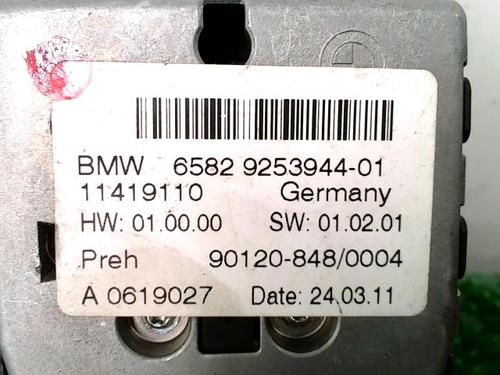 BMW 6582 9253944-01
11419110 Germany
HW: 01.00.00 SW: 01.02.01
Preh 90120-848/0004
A 0619027 Date: 24.03.11